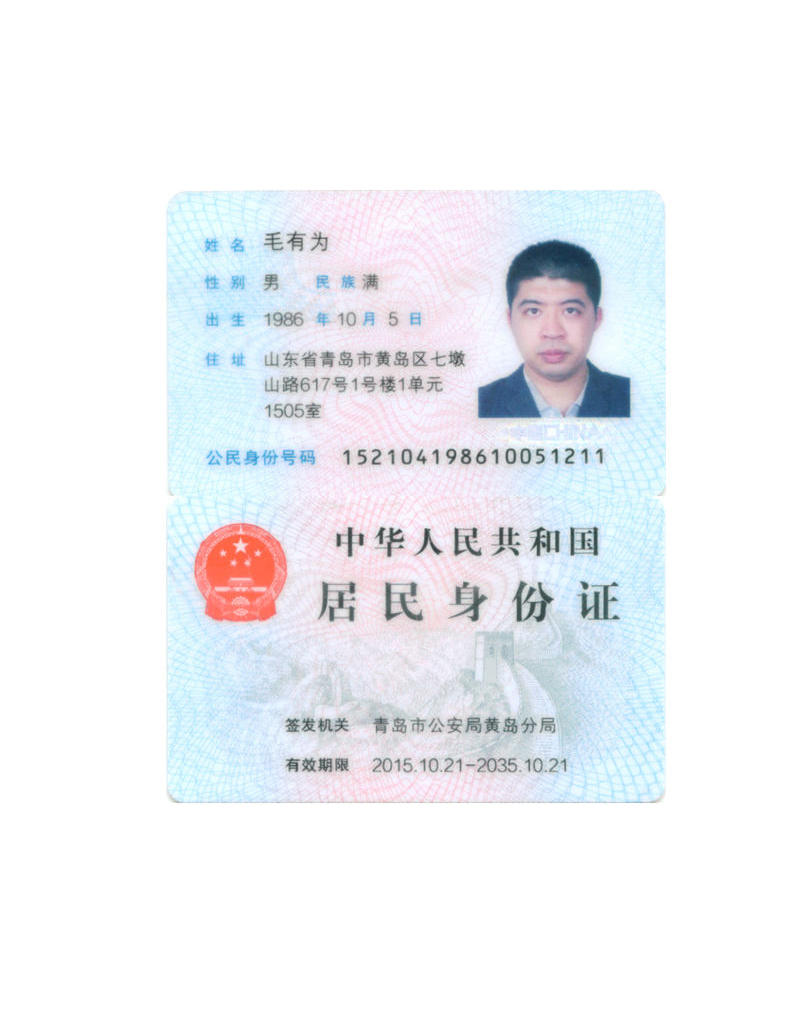 姓名 毛有为
性别 男 民族 满
出生 1986 年 10 月 5 日
住址 山东省青岛市黄岛区七墩
山路617号1号楼1单元
1505室
公民身份号码 152104198610051211
中华人民共和国
居民身份证
签发机关 青岛市公安局黄岛分局
有效期限 2015.10.21-2035.10.21